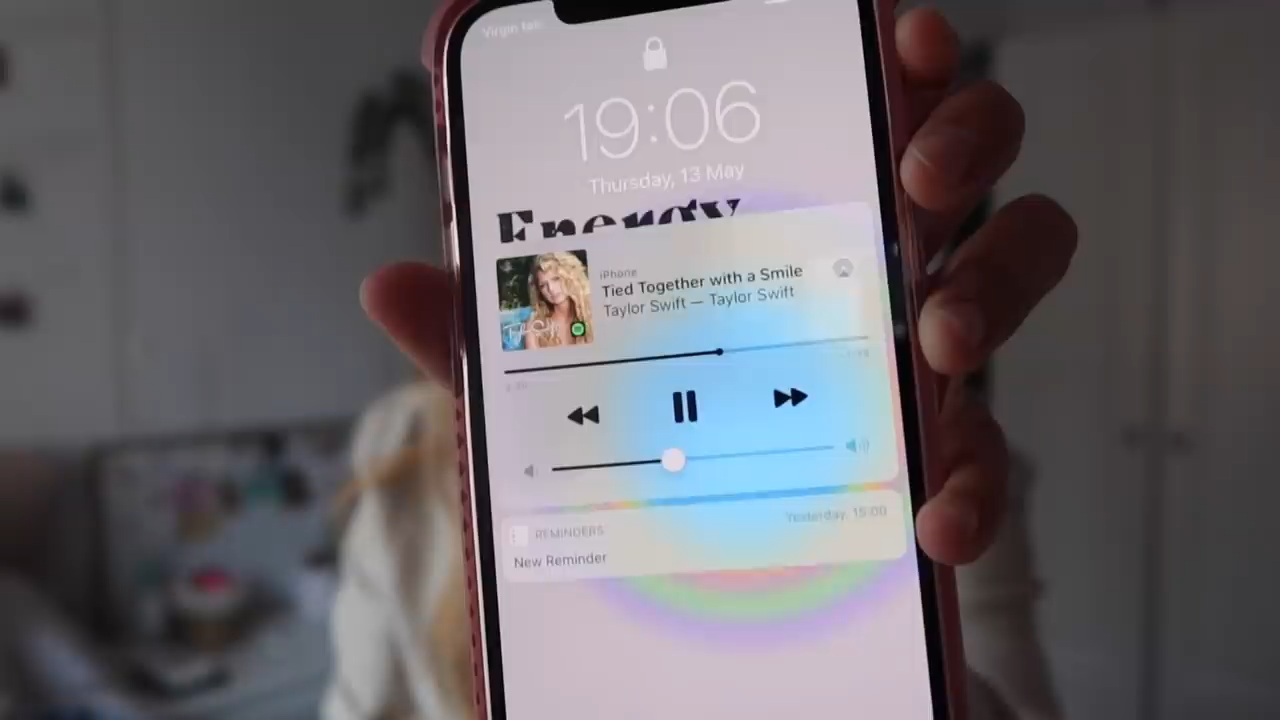 Virgin
19:06
Thursday, 13 May
Energy
iPhone
Tied Together with a Smile
Taylor Swift — Taylor Swift
REMINDERS
Yesterday, 15:00
New Reminder